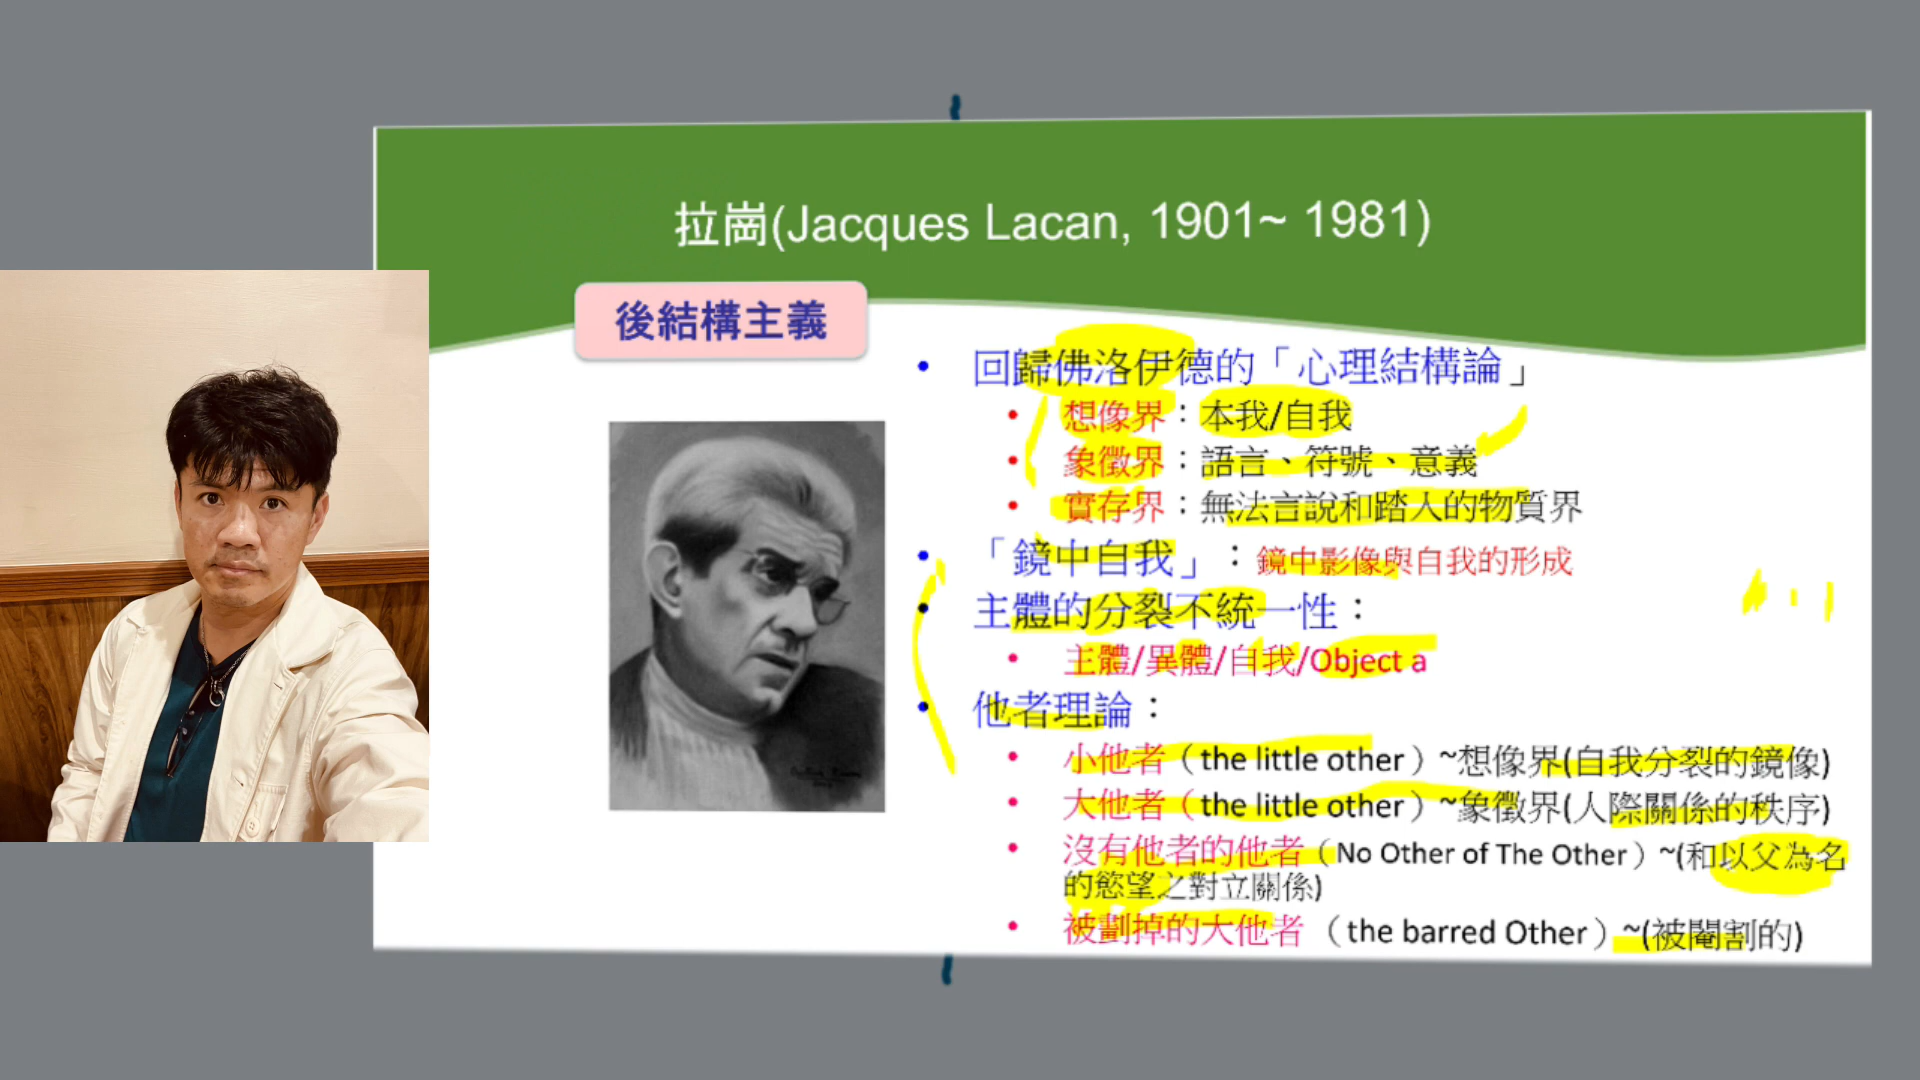 拉崗(Jacques Lacan, 1901~ 1981)
後結構主義
回歸佛洛伊德的「心理結構論」
想像界：本我/自我
象徵界：語言、符號、意義
實存界：無法言說和踏入的物質界
「鏡中自我」：鏡中影像與自我的形成
主體的分裂不統一性：
主體/異體/自我/Object a
他者理論：
小他者（the little other）~想像界(自我分裂的鏡像)
大他者（the little other）~象徵界(人際關係的秩序)
沒有他者的他者（No Other of The Other）~(和以父為名
的慾望之對立關係)
被劃掉的大他者（the barred Other）~(被閹割的)